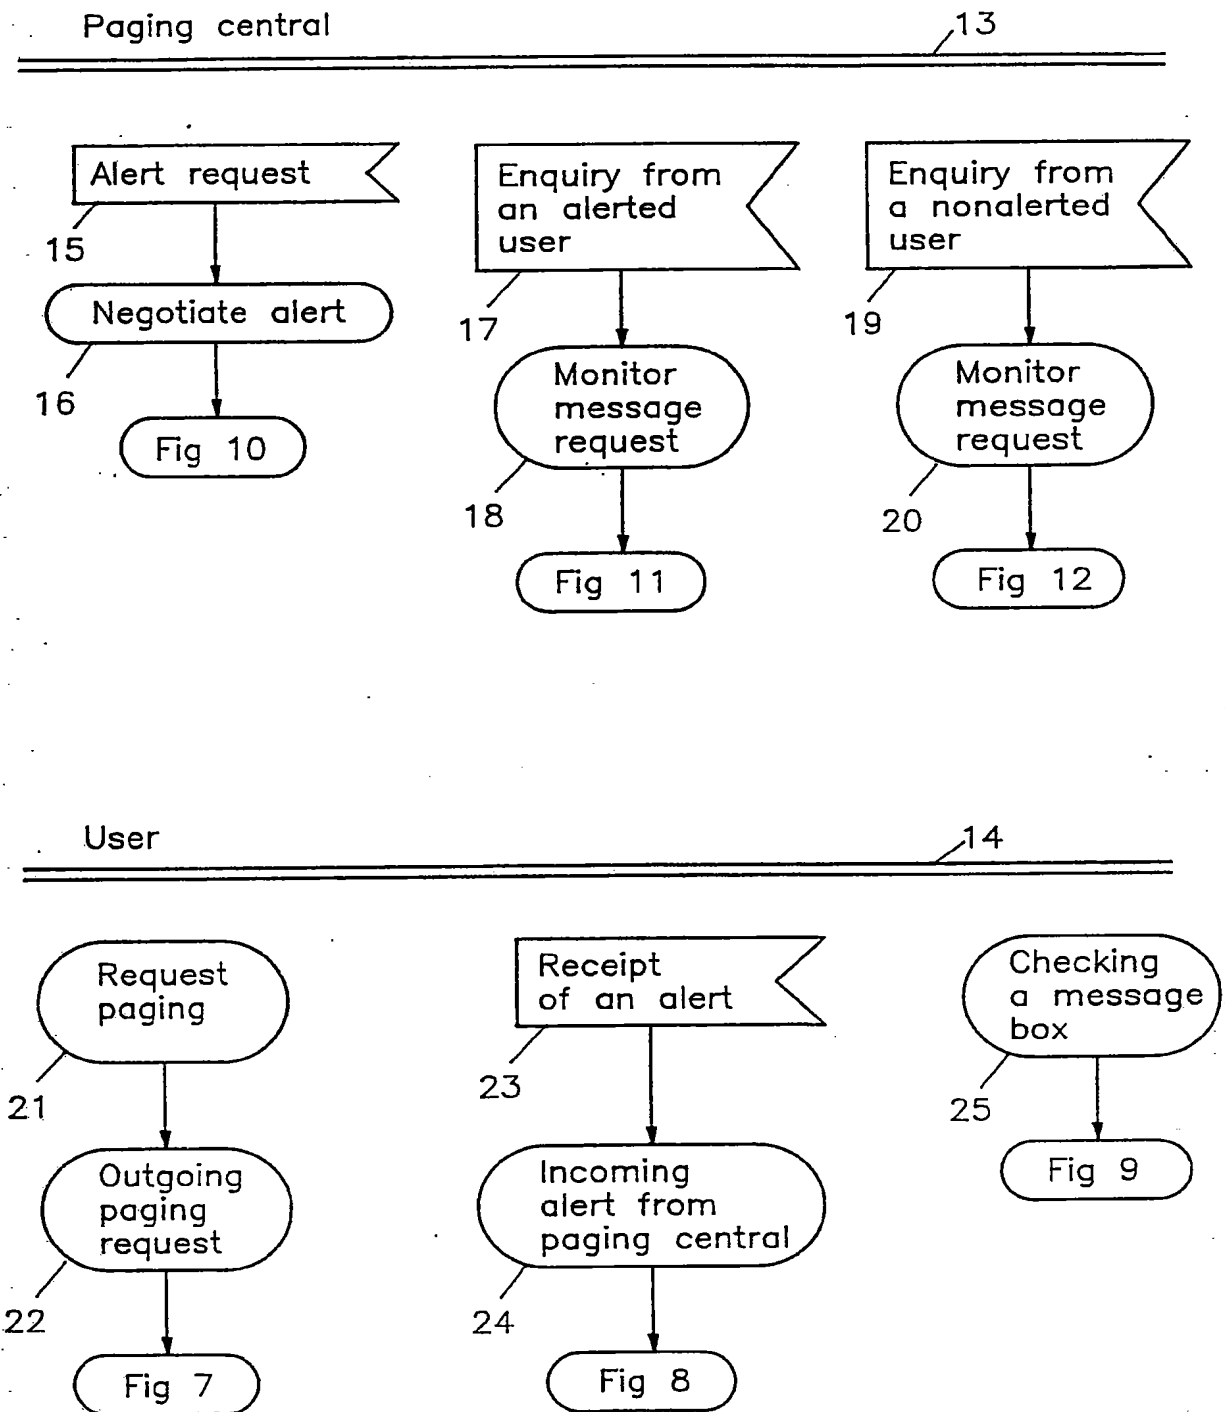 Paging central
13
Alert request
15
Negotiate alert
16
Fig 10
Enquiry from
an alerted
user
17
Monitor
message
request
18
Fig 11
Enquiry from
a nonalerted
user
19
Monitor
message
request
20
Fig 12
User
14
Request
paging
21
Outgoing
paging
request
22
Fig 7
Receipt
of an alert
23
Incoming
alert from
paging central
24
Fig 8
Checking
a message
box
25
Fig 9